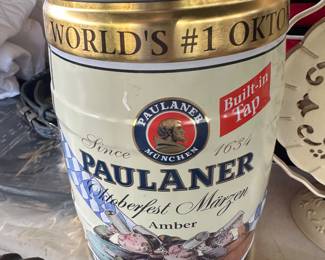 WORLD'S #1 OKTO
PAULANER
MÜNCHEN
Built-in
Tap
Since 1634
PAULANER
Oktoberfest Märzen
Amber